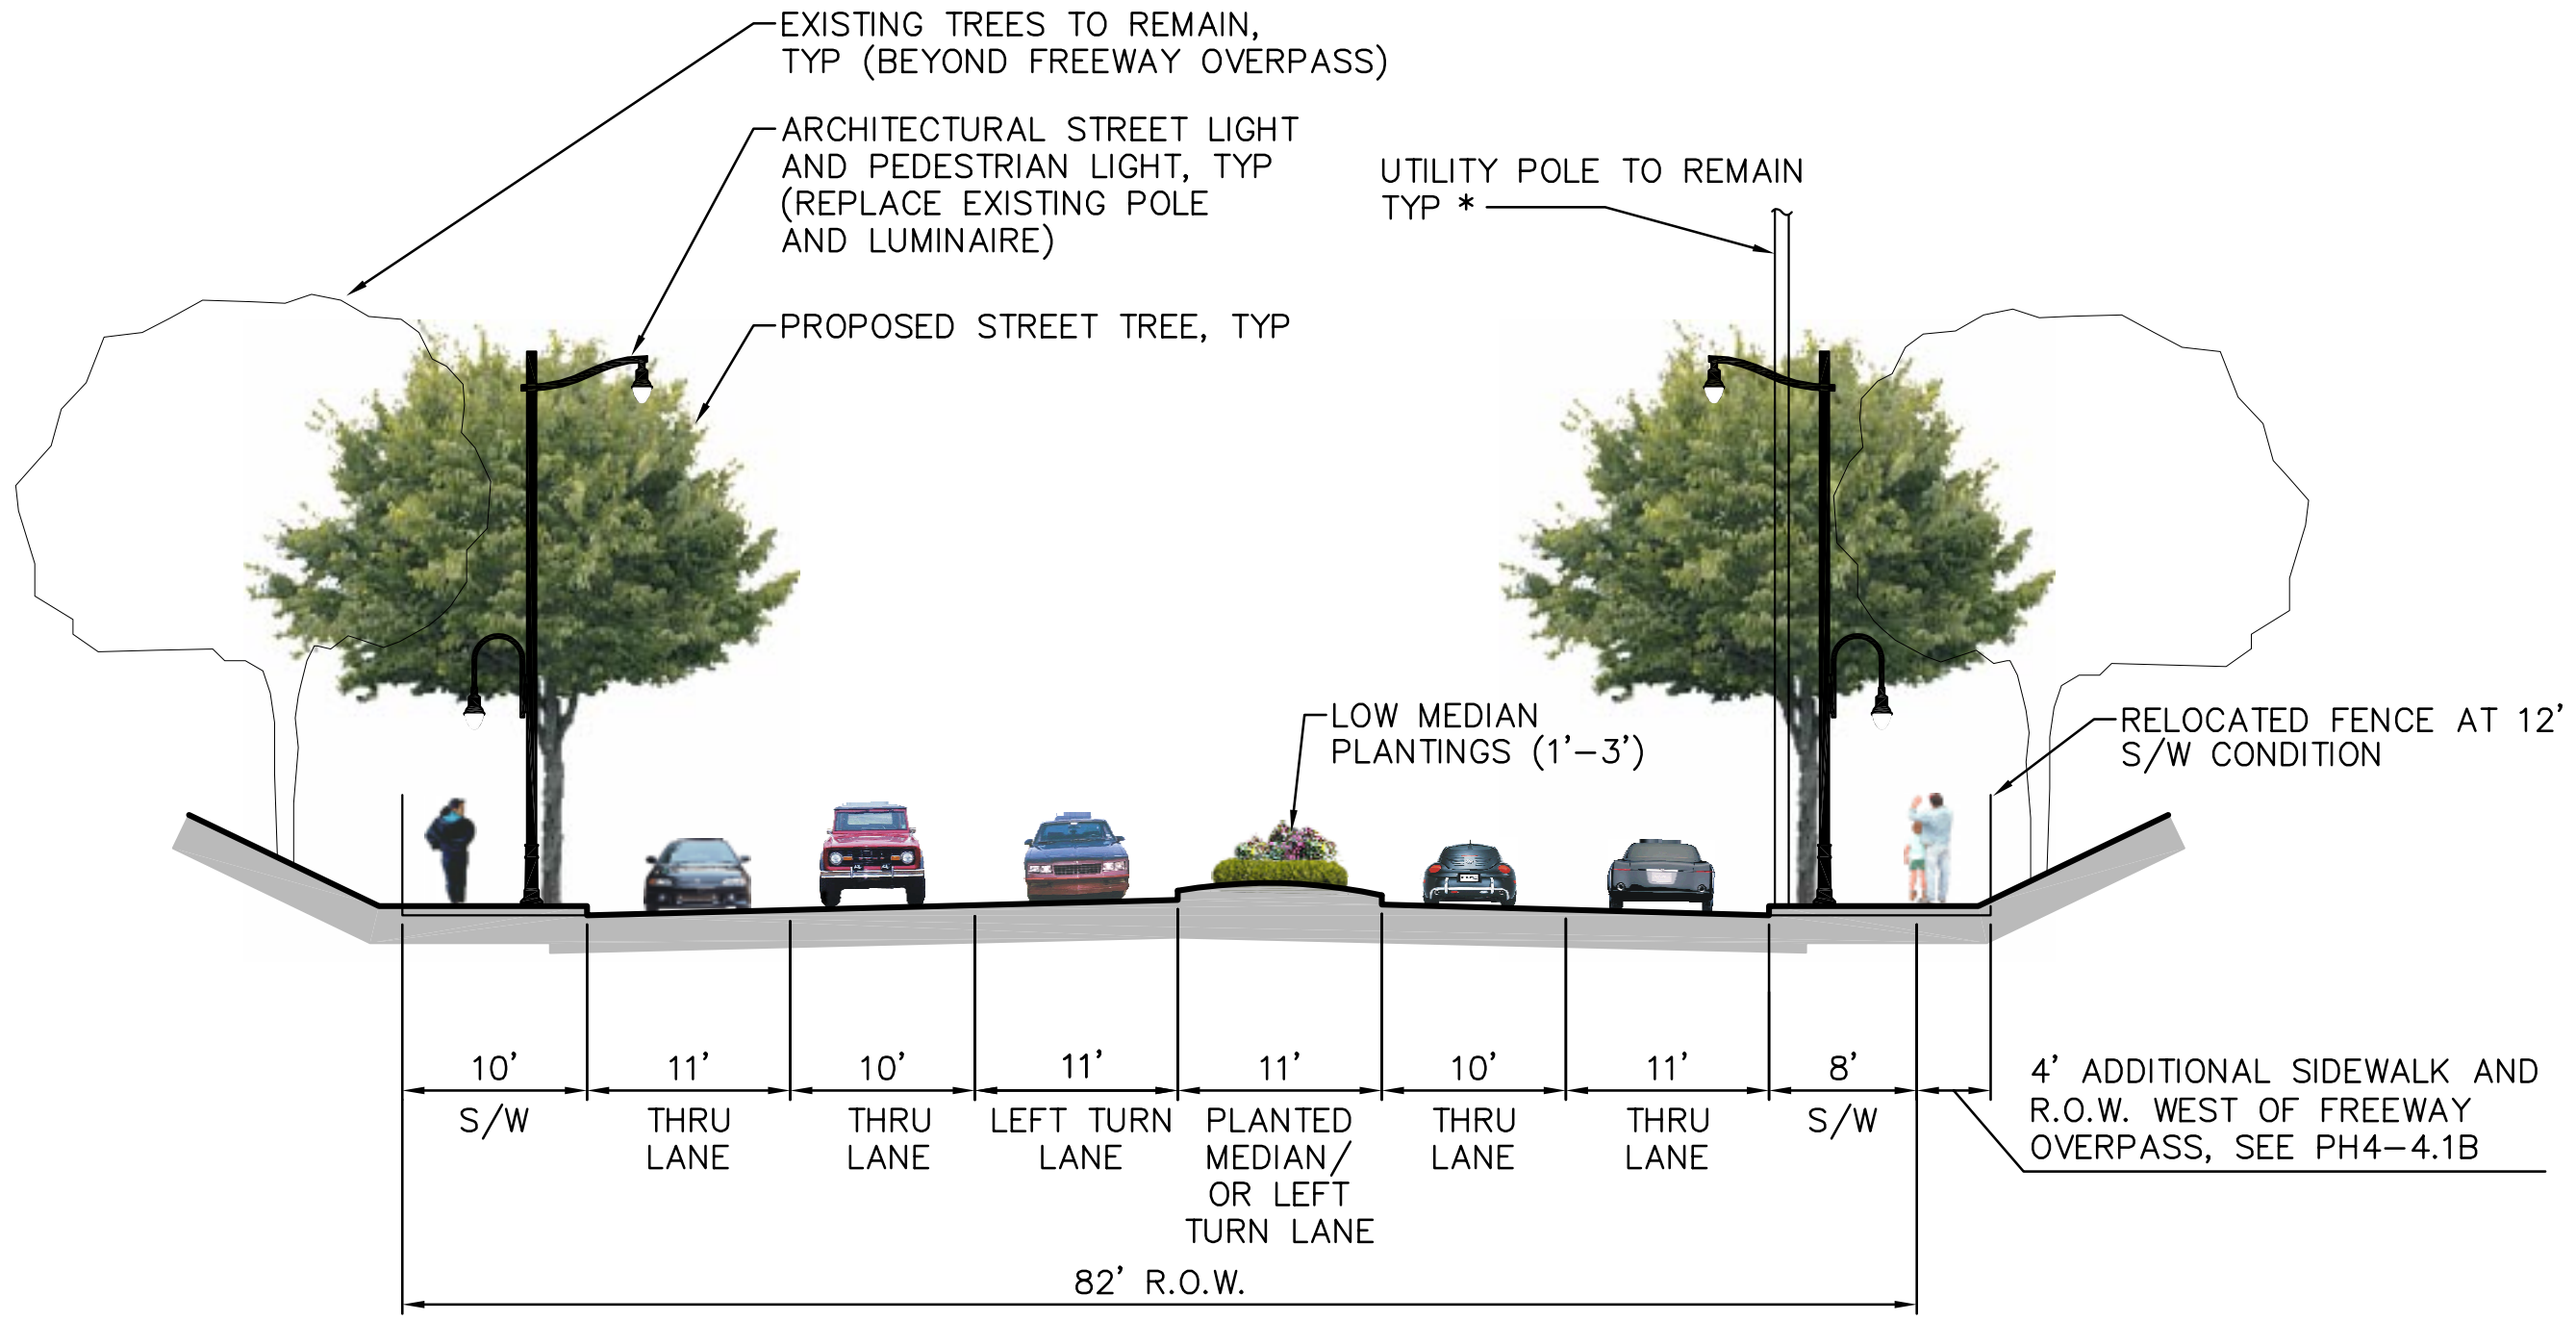 EXISTING TREES TO REMAIN,
TYP (BEYOND FREEWAY OVERPASS)
ARCHITECTURAL STREET LIGHT
AND PEDESTRIAN LIGHT, TYP
(REPLACE EXISTING POLE
AND LUMINAIRE)
UTILITY POLE TO REMAIN
TYP *
PROPOSED STREET TREE, TYP
LOW MEDIAN
PLANTINGS (1'-3')
RELOCATED FENCE AT 12'
S/W CONDITION
10'
S/W
11'
THRU
LANE
10'
THRU
LANE
11'
LEFT TURN
LANE
11'
PLANTED
MEDIAN/
OR LEFT
TURN LANE
10'
THRU
LANE
11'
THRU
LANE
8'
S/W
4' ADDITIONAL SIDEWALK AND
R.O.W. WEST OF FREEWAY
OVERPASS, SEE PH4-4.1B
82' R.O.W.